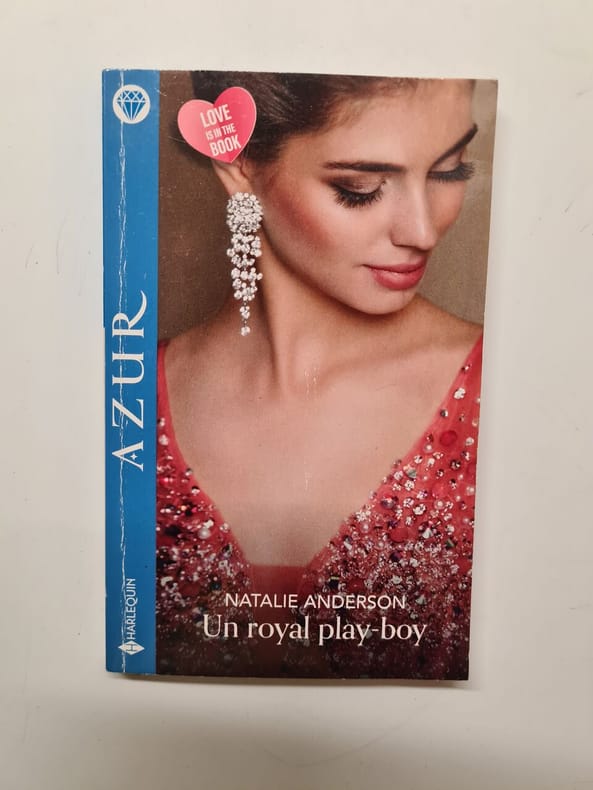 LOVE
IS IN THE
BOOK
AZUR
HARLEQUIN
NATALIE ANDERSON
Un royal play-boy